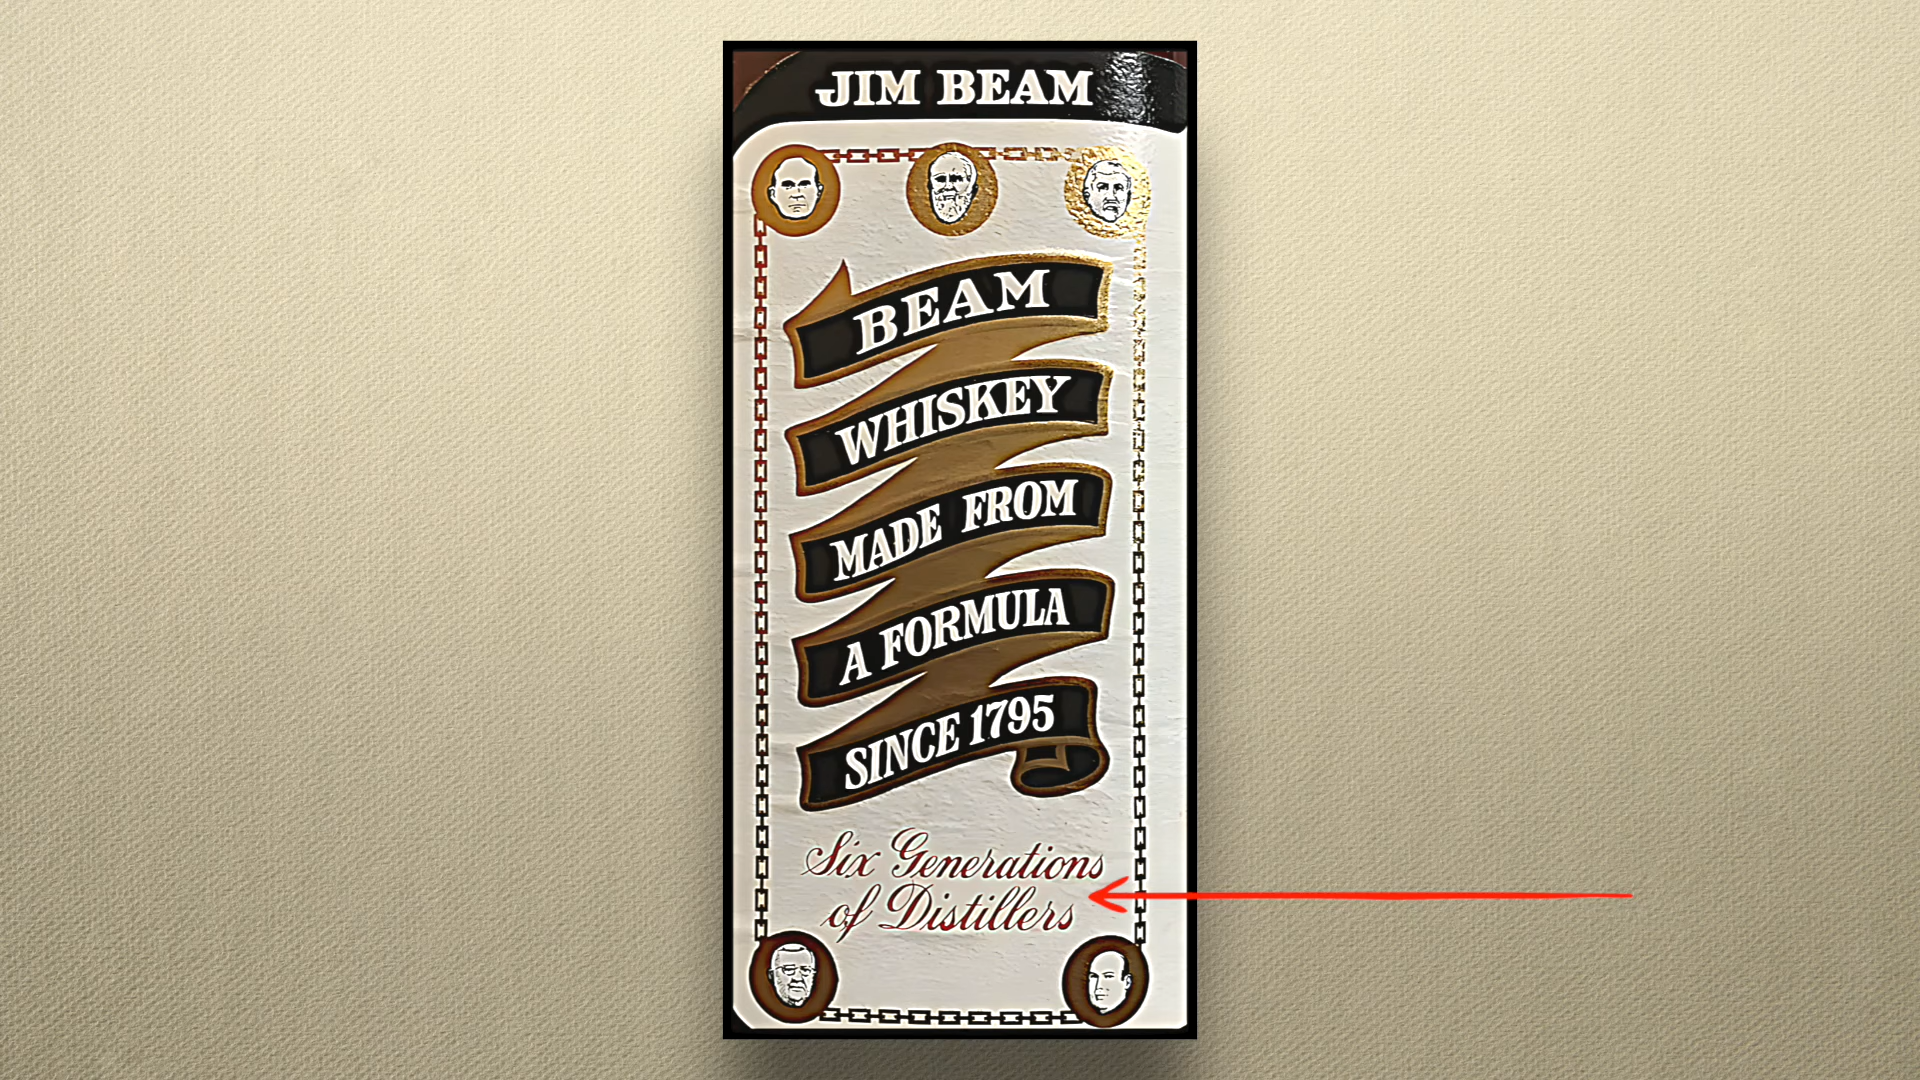 JIM BEAM
BEAM
WHISKEY
MADE FROM
A FORMULA
SINCE 1795
Six Generations
of Distillers